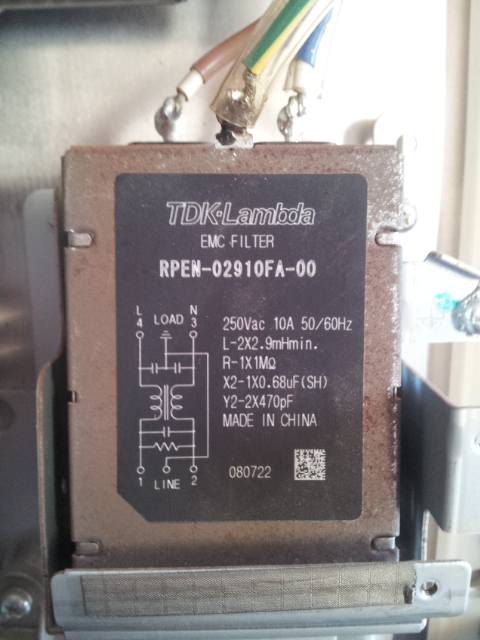 TDK-Lambda
EMC FILTER
RPEN-02910FA-00
L N
4 LOAD 3
250Vac 10A 50/60Hz
L-2X2.9mHmin.
R-1X1MΩ
X2-1X0.68uF(SH)
Y2-2X470pF
MADE IN CHINA
1 LINE 2
080722